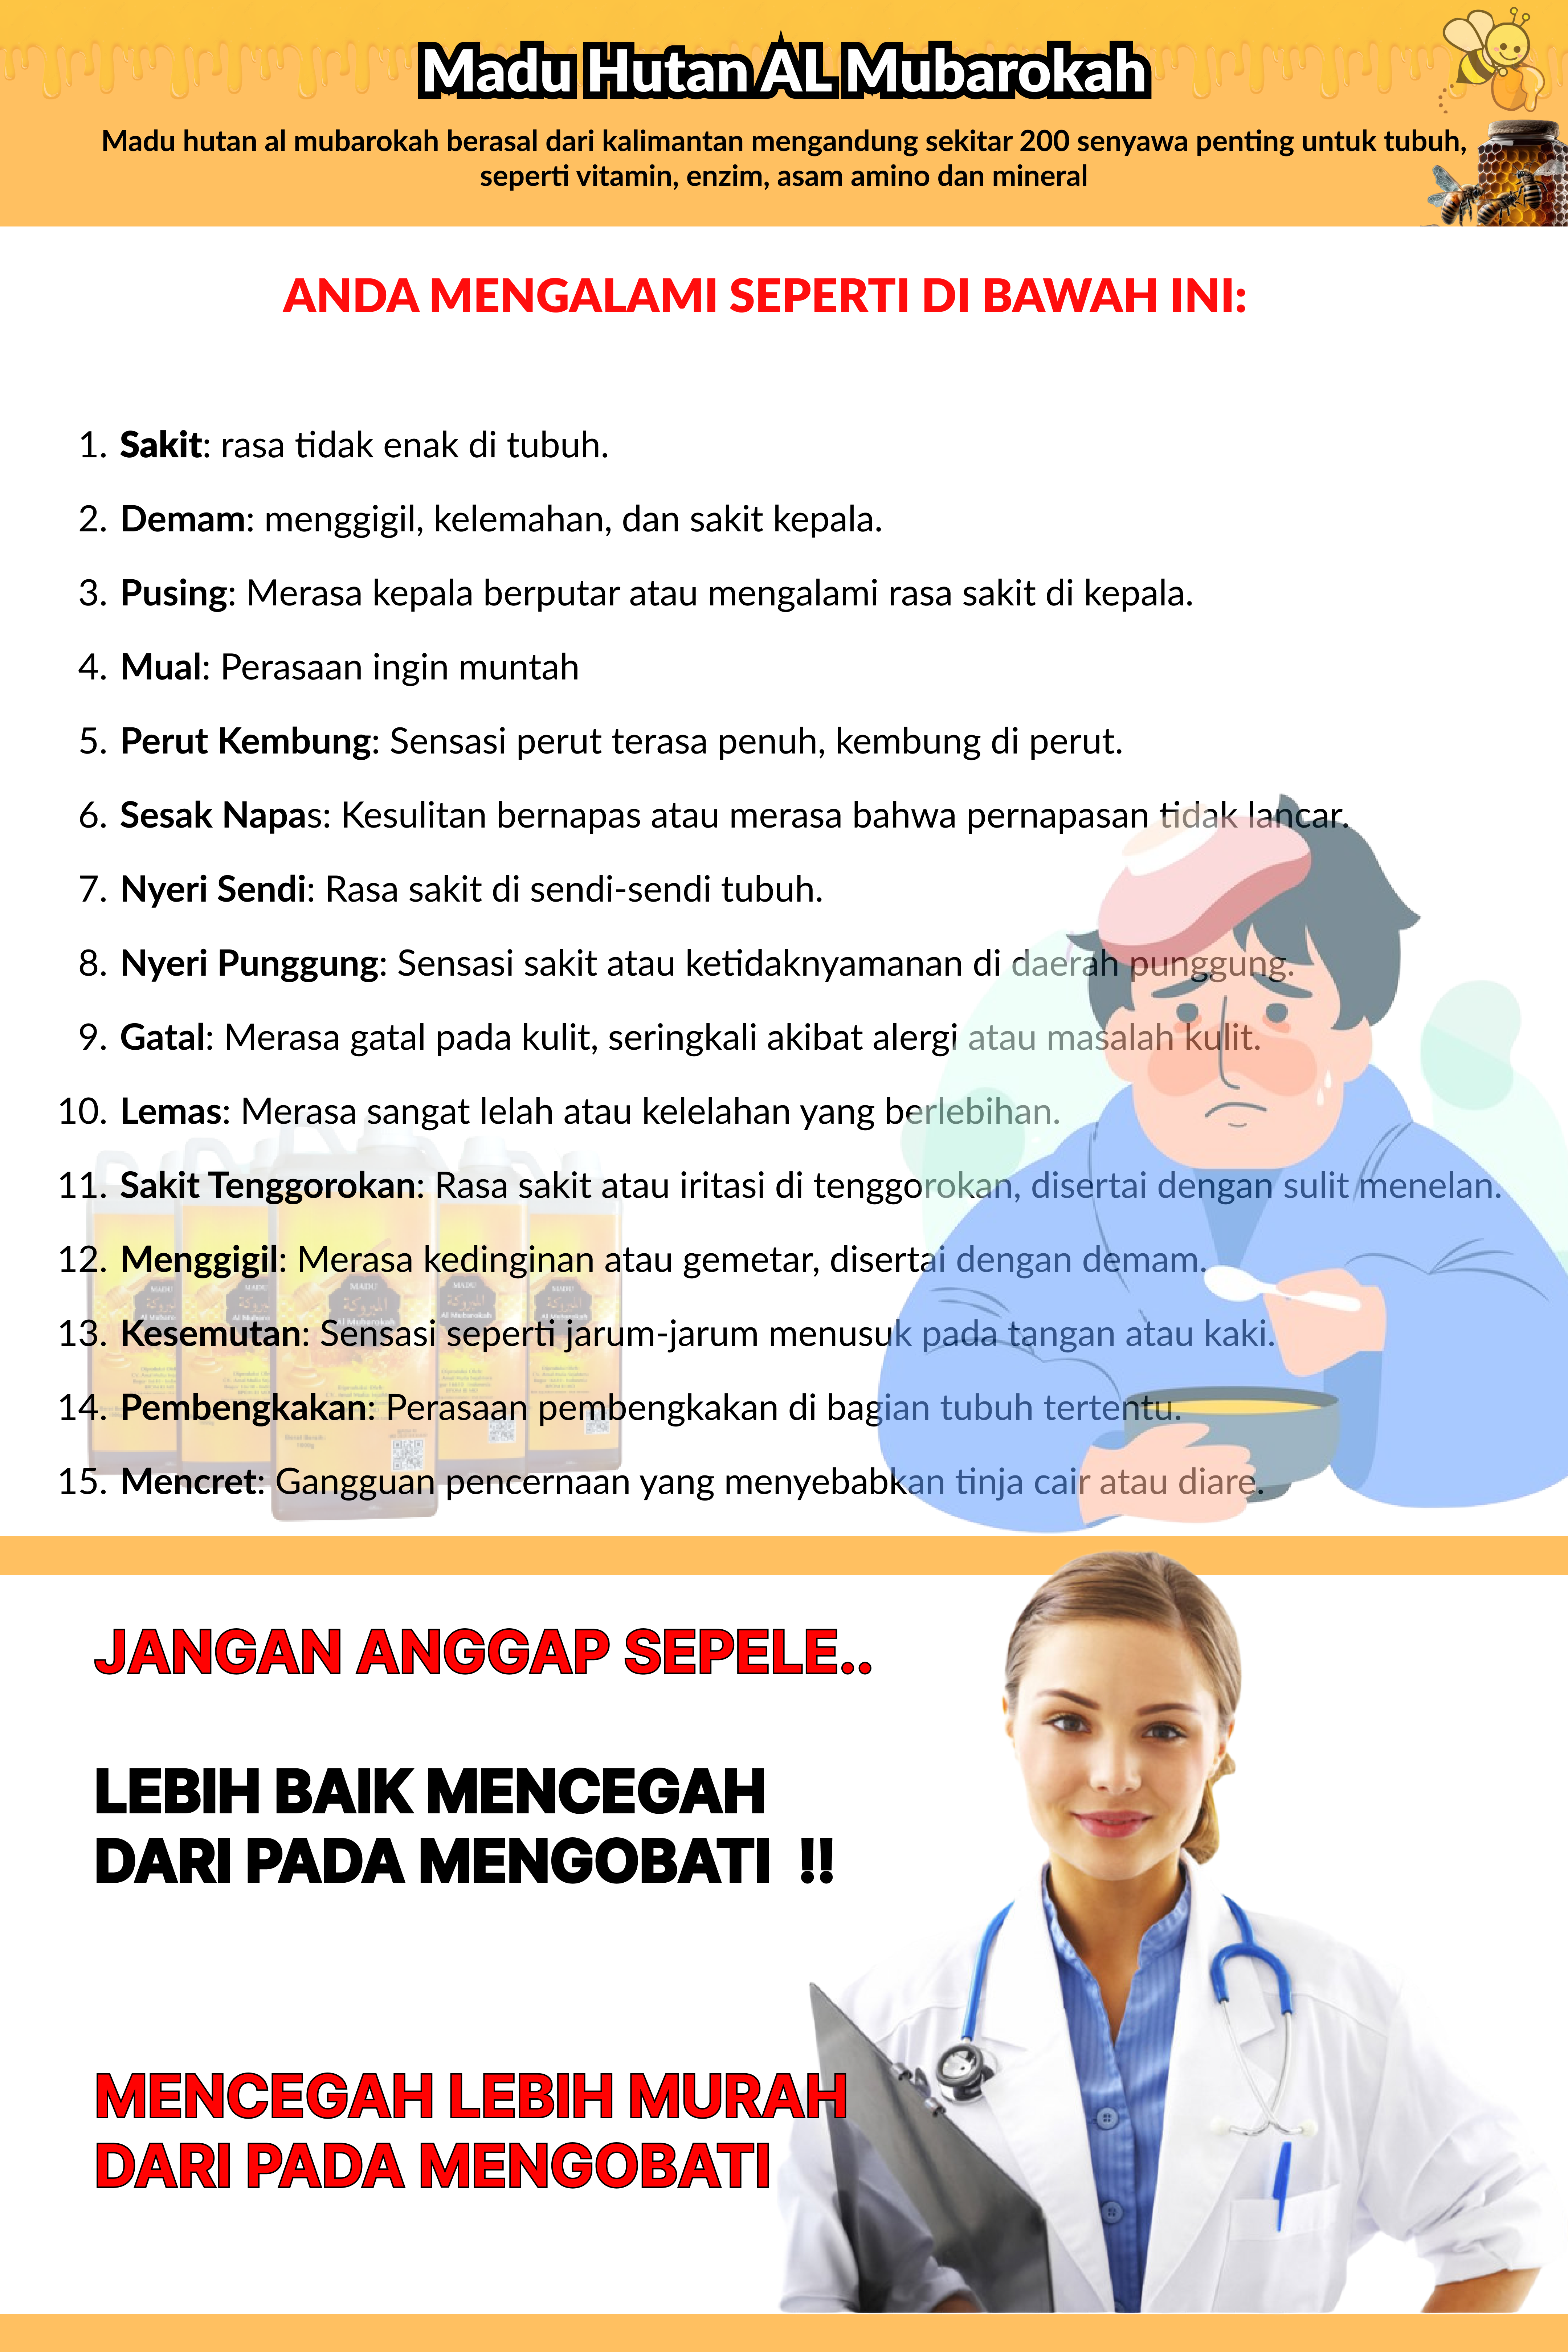 Madu Hutan AL Mubarokah
Madu hutan al mubarokah berasal dari kalimantan mengandung sekitar 200 senyawa penting untuk tubuh,
seperti vitamin, enzim, asam amino dan mineral
ANDA MENGALAMI SEPERTI DI BAWAH INI:
1. Sakit: rasa tidak enak di tubuh.
2. Demam: menggigil, kelemahan, dan sakit kepala.
3. Pusing: Merasa kepala berputar atau mengalami rasa sakit di kepala.
4. Mual: Perasaan ingin muntah
5. Perut Kembung: Sensasi perut terasa penuh, kembung di perut.
6. Sesak Napas: Kesulitan bernapas atau merasa bahwa pernapasan tidak lancar.
7. Nyeri Sendi: Rasa sakit di sendi-sendi tubuh.
8. Nyeri Punggung: Sensasi sakit atau ketidaknyamanan di daerah punggung.
9. Gatal: Merasa gatal pada kulit, seringkali akibat alergi atau masalah kulit.
10. Lemas: Merasa sangat lelah atau kelelahan yang berlebihan.
11. Sakit Tenggorokan: Rasa sakit atau iritasi di tenggorokan, disertai dengan sulit menelan.
12. Menggigil: Merasa kedinginan atau gemetar, disertai dengan demam.
13. Kesemutan: Sensasi seperti jarum-jarum menusuk pada tangan atau kaki.
14. Pembengkakan: Perasaan pembengkakan di bagian tubuh tertentu.
15. Mencret: Gangguan pencernaan yang menyebabkan tinja cair atau diare.
MADU
المبروكة
Al Mubarokah
JANGAN ANGGAP SEPELE..
LEBIH BAIK MENCEGAH
DARI PADA MENGOBATI !!
MENCEGAH LEBIH MURAH
DARI PADA MENGOBATI